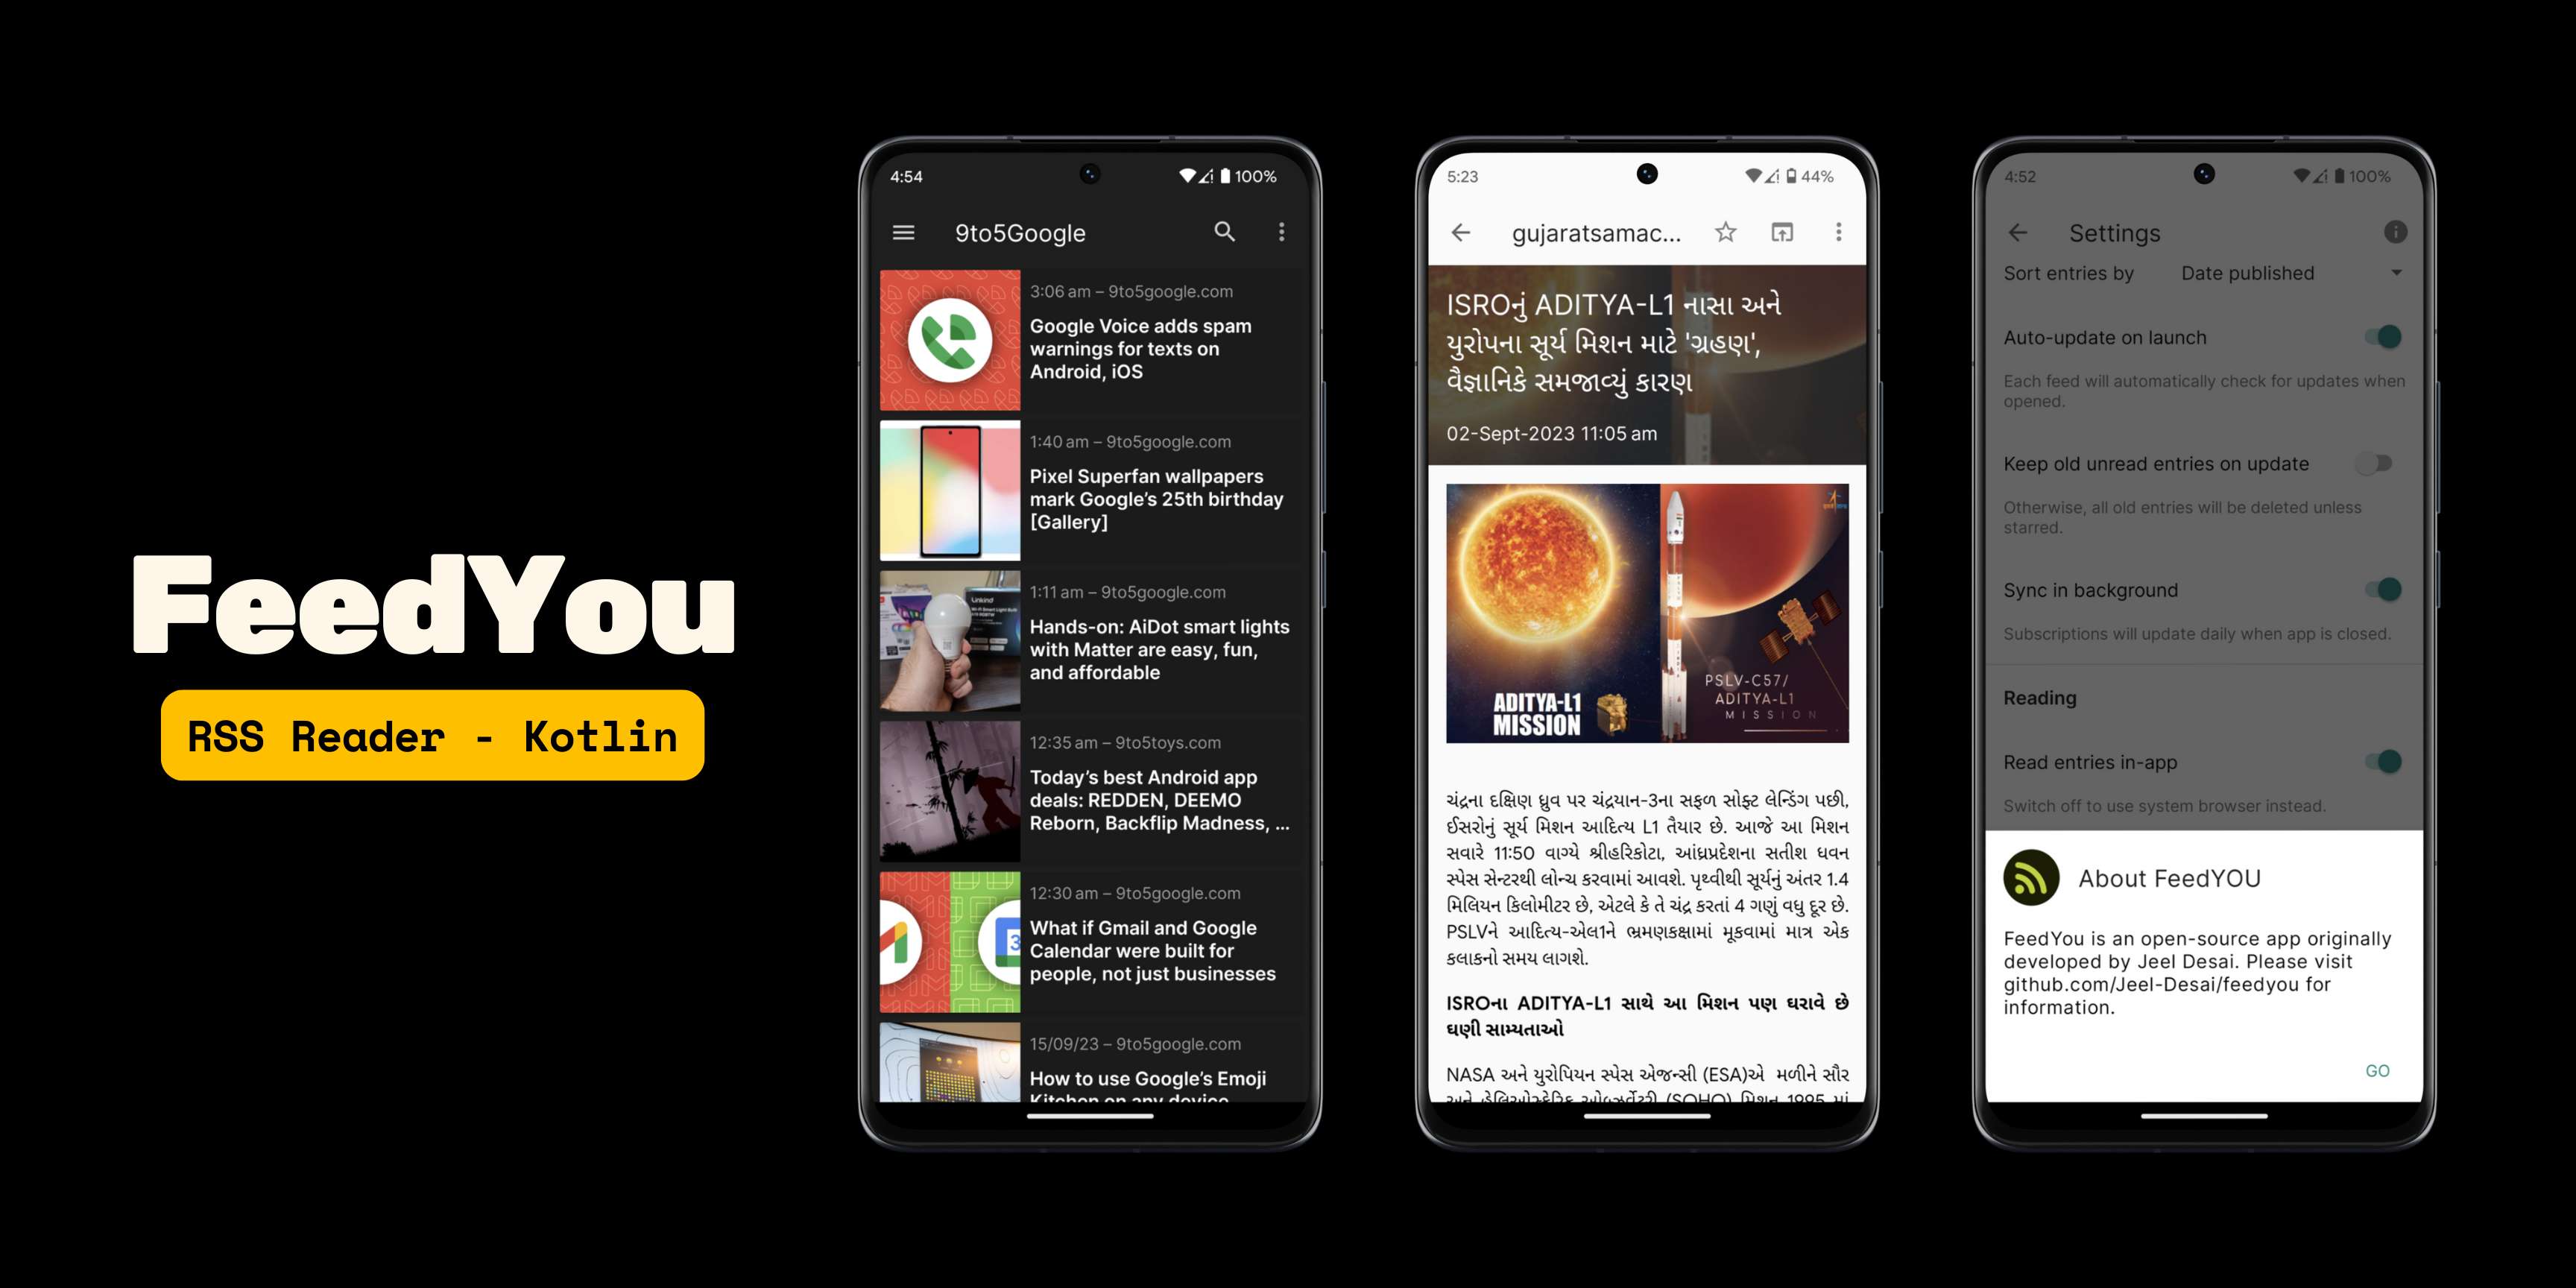 FeedYou
RSS Reader - Kotlin
4:54
100%
9to5Google
3:06 am – 9to5google.com
Google Voice adds spam
warnings for texts on
Android, iOS
1:40 am – 9to5google.com
Pixel Superfan wallpapers
mark Google's 25th birthday
[Gallery]
1:11 am – 9to5google.com
Hands-on: AiDot smart lights
with Matter are easy, fun,
and affordable
12:35 am – 9to5toys.com
Today's best Android app
deals: REDDEN, DEEMO
Reborn, Backflip Madness, ...
12:30 am – 9to5google.com
What if Gmail and Google
Calendar were built for
people, not just businesses
15/09/23 – 9to5google.com
How to use Google's Emoji
Kitchen on any device
5:23
44%
gujaratsamac...
ISROનું ADITYA-L1 નાસા અને
યુરોપના સૂર્ય મિશન માટે 'ગ્રહણ',
વૈજ્ઞાનિકે સમજાવ્યું કારણ
02-Sept-2023 11:05 am
ADITYA-L1
MISSION
PSLV-C57/
ADITYA-L1
MISSION
ચંદ્રના દક્ષિણ ધ્રુવ પર ચંદ્રયાન-3ના સફળ સોફ્ટ લેન્ડિંગ પછી,
ઈસરોનું સૂર્ય મિશન આદિત્ય L1 તૈયાર છે. આજે આ મિશન
સવારે 11:50 વાગ્યે શ્રીહરિકોટા, આંધ્રપ્રદેશના સતીશ ધવન
સ્પેસ સેન્ટરથી લોન્ચ કરવામાં આવશે. પૃથ્વીથી સૂર્યનું અંતર 1.4
મિલિયન કિલોમીટર છે, એટલે કે તે ચંદ્ર કરતાં 4 ગણું વધુ દૂર છે.
PSLVને આદિત્ય-એલ1ને ભ્રમણકક્ષામાં મૂકવામાં માત્ર એક
કલાકનો સમય લાગશે.
ISROના ADITYA-L1 સાથે આ મિશન પણ ધરાવે છે
ઘણી સામ્યતાઓ
NASA અને યુરોપિયન સ્પેસ એજન્સી (ESA)એ મળીને સૌર
અને હેલિઓસ્ફેરિક ઓબ્ઝર્વેટરી (SOHO) મિશન 1995 માં
4:52
100%
Settings
Sort entries by Date published
Auto-update on launch
Each feed will automatically check for updates when
opened.
Keep old unread entries on update
Otherwise, all old entries will be deleted unless
starred.
Sync in background
Subscriptions will update daily when app is closed.
Reading
Read entries in-app
Switch off to use system browser instead.
About FeedYOU
FeedYou is an open-source app originally
developed by Jeel Desai. Please visit
github.com/Jeel-Desai/feedyou for
information.
GO